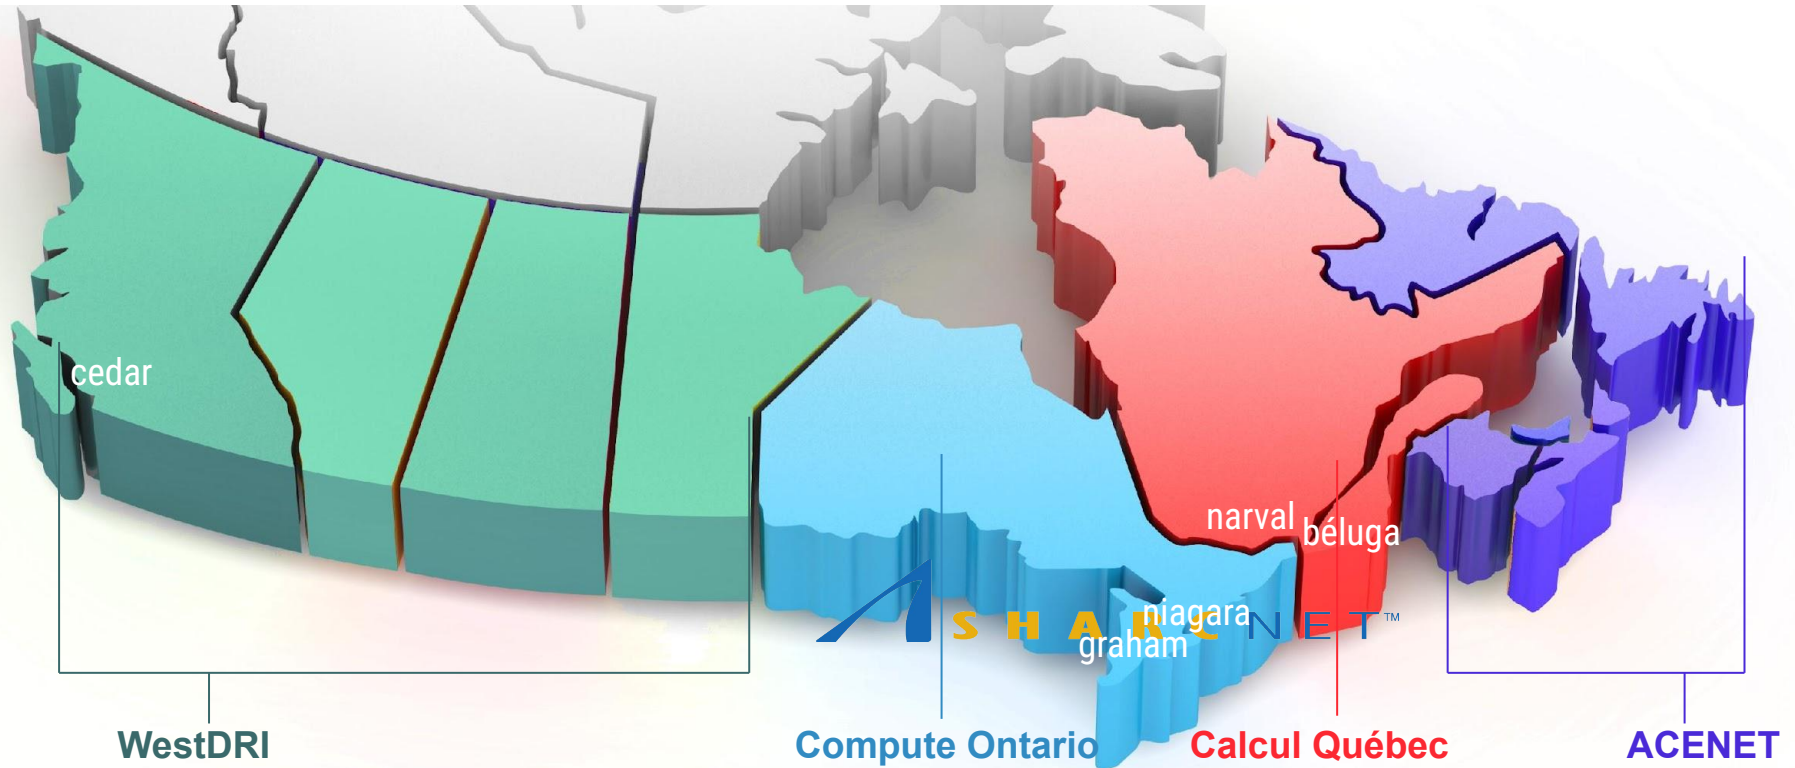 cedar
narval
béluga
niagara
SHARCNET™
graham
WestDRI
Compute Ontario
Calcul Québec
ACENET